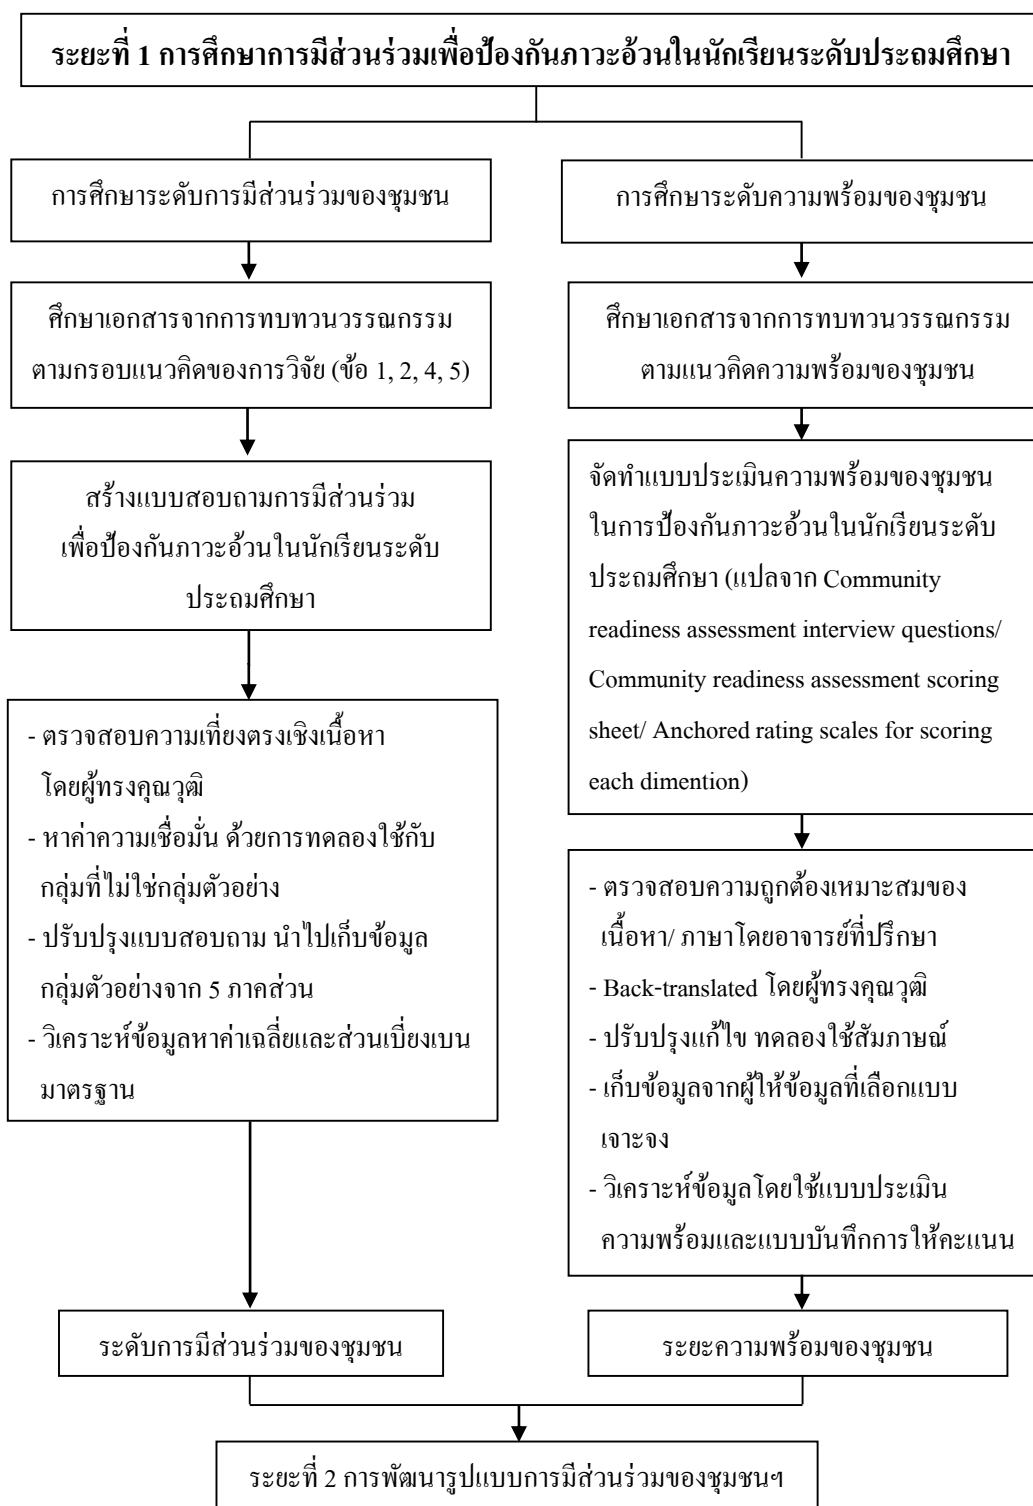 ระยะที่ 1 การศึกษาการมีส่วนร่วมเพื่อป้องกันภาวะอ้วนในนักเรียนระดับประถมศึกษา
การศึกษาระดับการมีส่วนร่วมของชุมชน
ศึกษาเอกสารจากการทบทวนวรรณกรรม
ตามกรอบแนวคิดของการวิจัย (ข้อ 1, 2, 4, 5)
สร้างแบบสอบถามการมีส่วนร่วม
เพื่อป้องกันภาวะอ้วนในนักเรียนระดับ
ประถมศึกษา
- ตรวจสอบความเที่ยงตรงเชิงเนื้อหา
โดยผู้ทรงคุณวุฒิ
- หาค่าความเชื่อมั่น ด้วยการทดลองใช้กับ
กลุ่มที่ไม่ใช่กลุ่มตัวอย่าง
- ปรับปรุงแบบสอบถาม นำไปเก็บข้อมูล
กลุ่มตัวอย่างจาก 5 ภาคส่วน
- วิเคราะห์ข้อมูลหาค่าเฉลี่ยและส่วนเบี่ยงเบน
มาตรฐาน
ระดับการมีส่วนร่วมของชุมชน
การศึกษาระดับความพร้อมของชุมชน
ศึกษาเอกสารจากการทบทวนวรรณกรรม
ตามแนวคิดความพร้อมของชุมชน
จัดทำแบบประเมินความพร้อมของชุมชน
ในการป้องกันภาวะอ้วนในนักเรียนระดับ
ประถมศึกษา (แปลจาก Community
readiness assessment interview questions/
Community readiness assessment scoring
sheet/ Anchored rating scales for scoring
each dimention)
- ตรวจสอบความถูกต้องเหมาะสมของ
เนื้อหา/ ภาษาโดยอาจารย์ที่ปรึกษา
- Back-translated โดยผู้ทรงคุณวุฒิ
- ปรับปรุงแก้ไข ทดลองใช้สัมภาษณ์
- เก็บข้อมูลจากผู้ให้ข้อมูลที่เลือกแบบ
เจาะจง
- วิเคราะห์ข้อมูลโดยใช้แบบประเมิน
ความพร้อมและแบบบันทึกการให้คะแนน
ระยะความพร้อมของชุมชน
ระยะที่ 2 การพัฒนารูปแบบการมีส่วนร่วมของชุมชนฯ